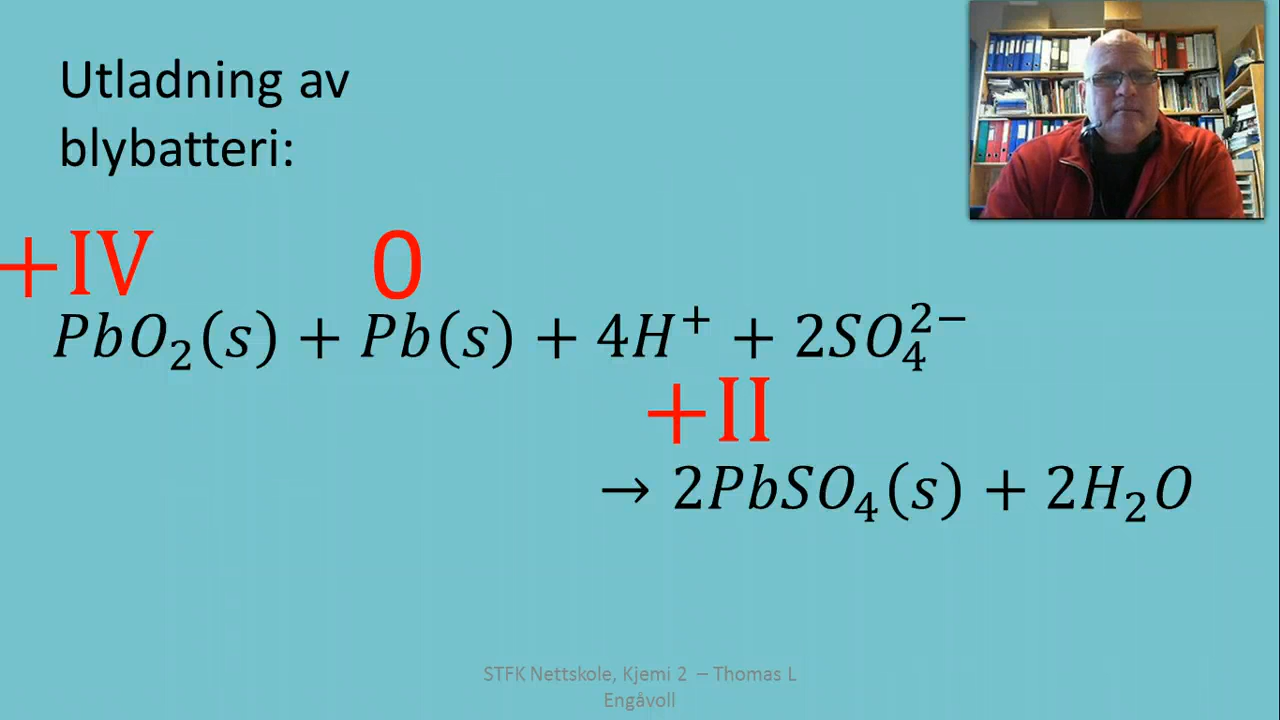 Utladning av
blybatteri:
+IV 0
PbO₂(s) + Pb(s) + 4H⁺ + 2SO₄²⁻
+II
→ 2PbSO₄(s) + 2H₂O
STFK Nettskole, Kjemi 2 – Thomas L
Engåvoll